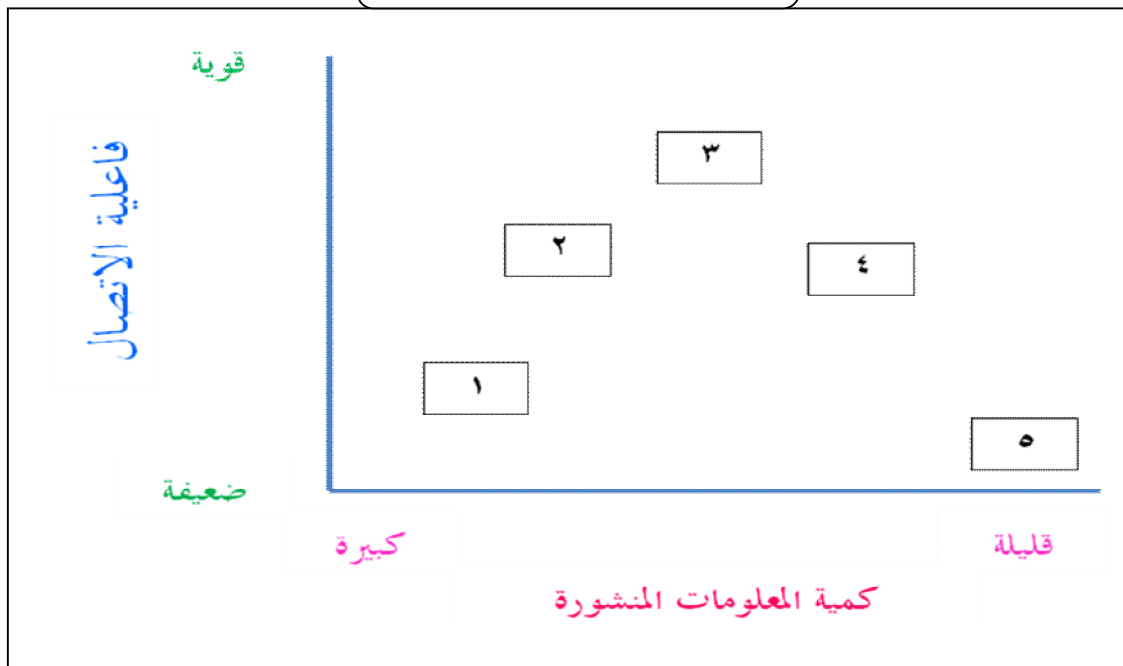 قوية
فاعلية الاتصال
٣
٢
٤
١
٥
ضعيفة
كبيرة
قليلة
كمية المعلومات المنشورة